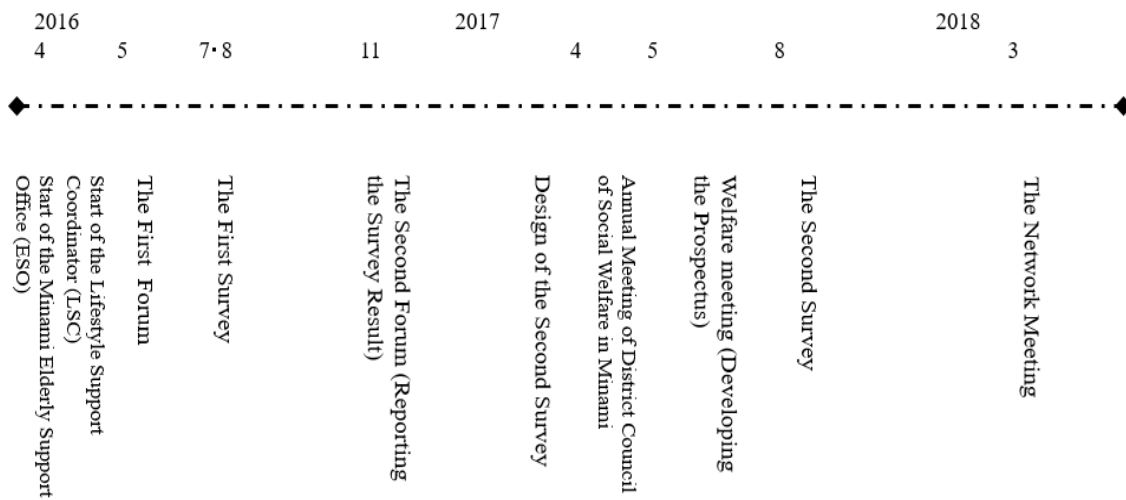 2016
2017
2018
4
5
7・8
11
4
5
8
3
Start of the Minami Elderly Support
Office (ESO)
Start of the Lifestyle Support
Coordinator (LSC)
The First Forum
The First Survey
The Second Forum (Reporting
the Survey Result)
Design of the Second Survey
Annual Meeting of District Council
of Social Welfare in Minami
Welfare meeting (Developing
the Prospectus)
The Second Survey
The Network Meeting